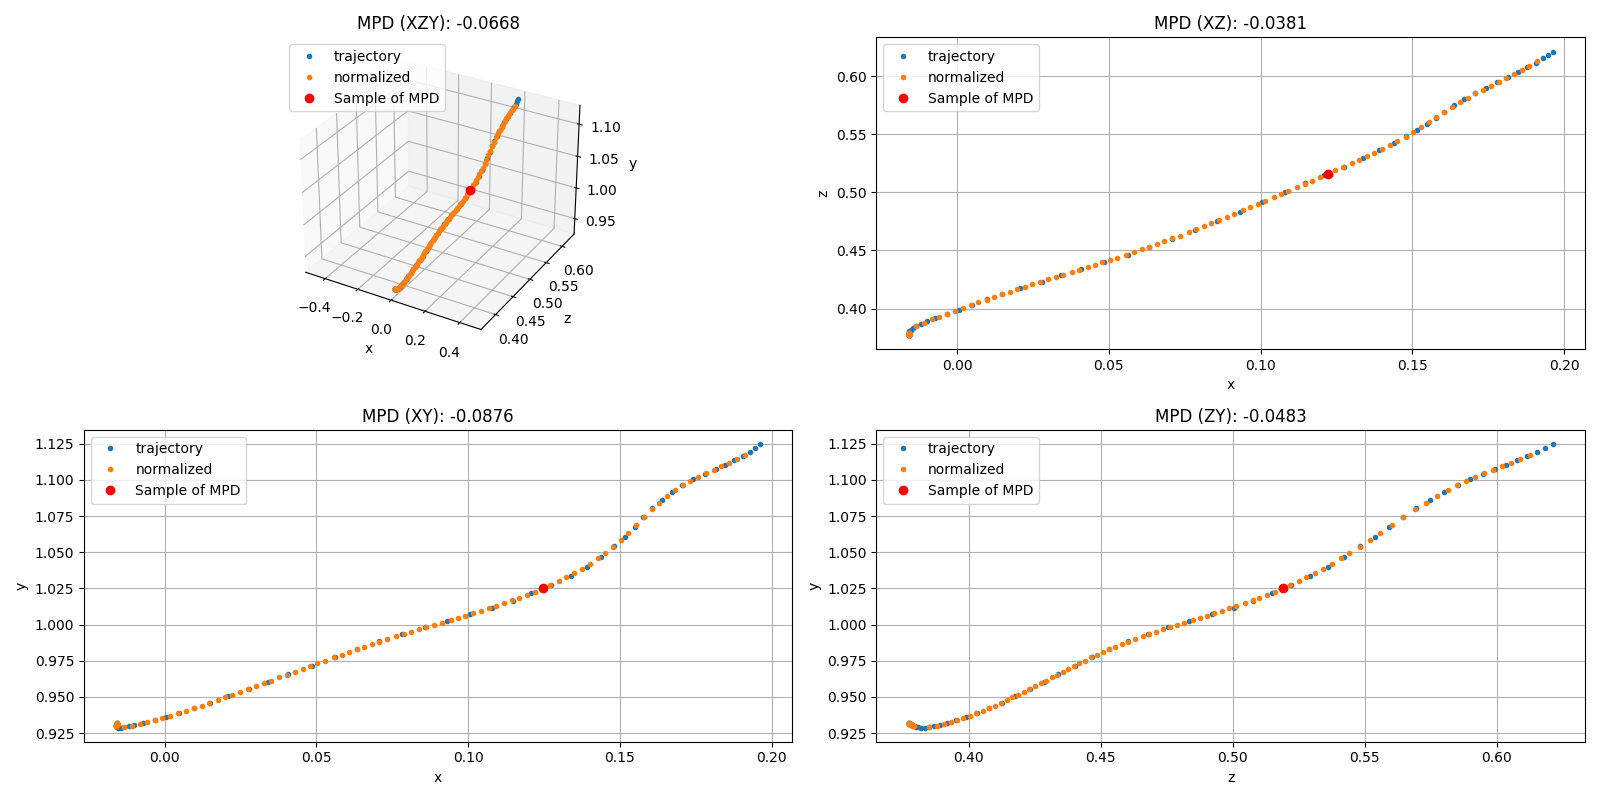 MPD (XZY): -0.0668
trajectory
normalized
Sample of MPD
1.10
1.05
1.00
0.95
y
0.60
0.55
0.50
0.45
0.40
z
−0.4
−0.2
0.0
0.2
0.4
x
MPD (XZ): -0.0381
trajectory
normalized
Sample of MPD
0.60
0.55
0.50
0.45
0.40
z
0.00 0.05 0.10 0.15 0.20
x
MPD (XY): -0.0876
trajectory
normalized
Sample of MPD
1.125
1.100
1.075
1.050
1.025
1.000
0.975
0.950
0.925
y
0.00 0.05 0.10 0.15 0.20
x
MPD (ZY): -0.0483
trajectory
normalized
Sample of MPD
1.125
1.100
1.075
1.050
1.025
1.000
0.975
0.950
0.925
y
0.40 0.45 0.50 0.55 0.60
z